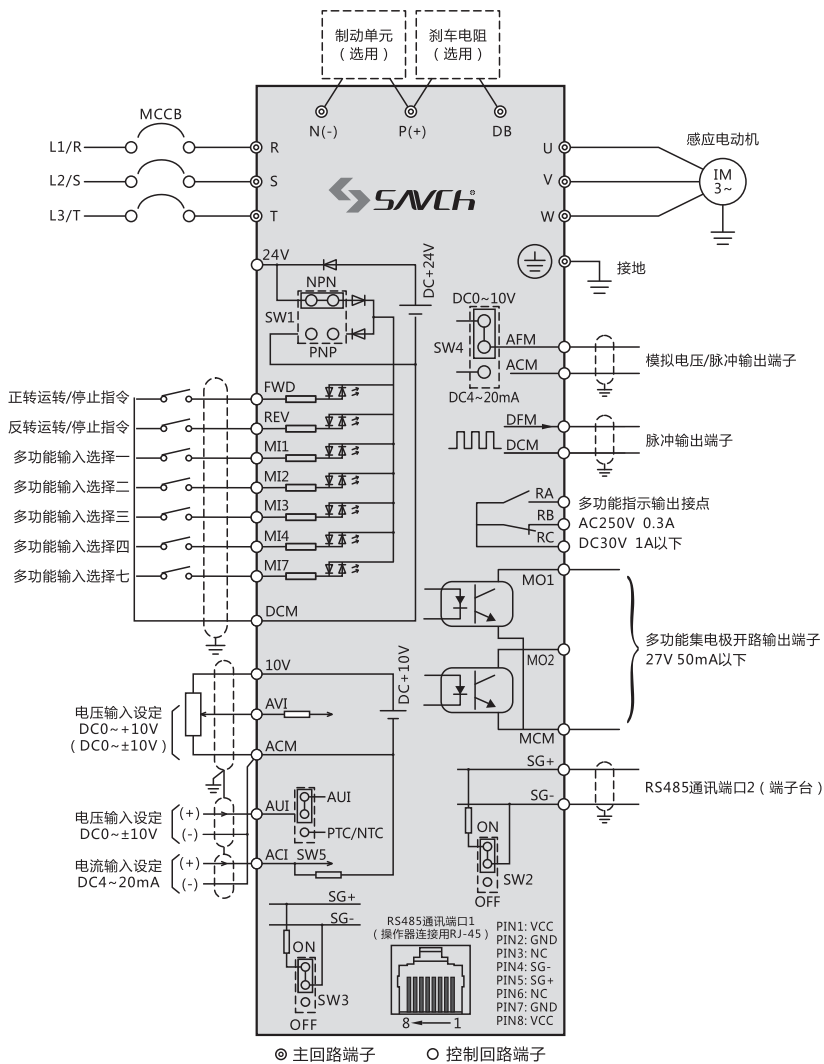 制动单元
（选用）
刹车电阻
（选用）
N(-)
P(+)
DB
MCCB
L1/R
L2/S
L3/T
R
S
T
U
V
W
感应电动机
IM
3~
SAVCH®
接地
24V
NPN
SW1
PNP
DC+24V
DC0~10V
SW4
AFM
ACM
DC4~20mA
模拟电压/脉冲输出端子
DFM
DCM
脉冲输出端子
正转运转/停止指令
FWD
反转运转/停止指令
REV
多功能输入选择一
MI1
多功能输入选择二
MI2
多功能输入选择三
MI3
多功能输入选择四
MI4
多功能输入选择七
MI7
DCM
RA
RB
RC
多功能指示输出接点
AC250V 0.3A
DC30V 1A以下
MO1
MO2
MCM
多功能集电极开路输出端子
27V 50mA以下
10V
DC+10V
AVI
ACM
电压输入设定
DC0~+10V
(DC0~±10V)
电压输入设定
DC0~±10V
(+)
(-)
AUI
AUI
PTC/NTC
电流输入设定
DC4~20mA
(+)
(-)
ACI
SW5
SG+
SG-
RS485通讯端口2（端子台）
ON
SW2
OFF
SG+
SG-
ON
SW3
OFF
RS485通讯端口1
（操作器连接用RJ-45）
8
1
PIN1: VCC
PIN2: GND
PIN3: NC
PIN4: SG-
PIN5: SG+
PIN6: NC
PIN7: GND
PIN8: VCC
主回路端子
控制回路端子